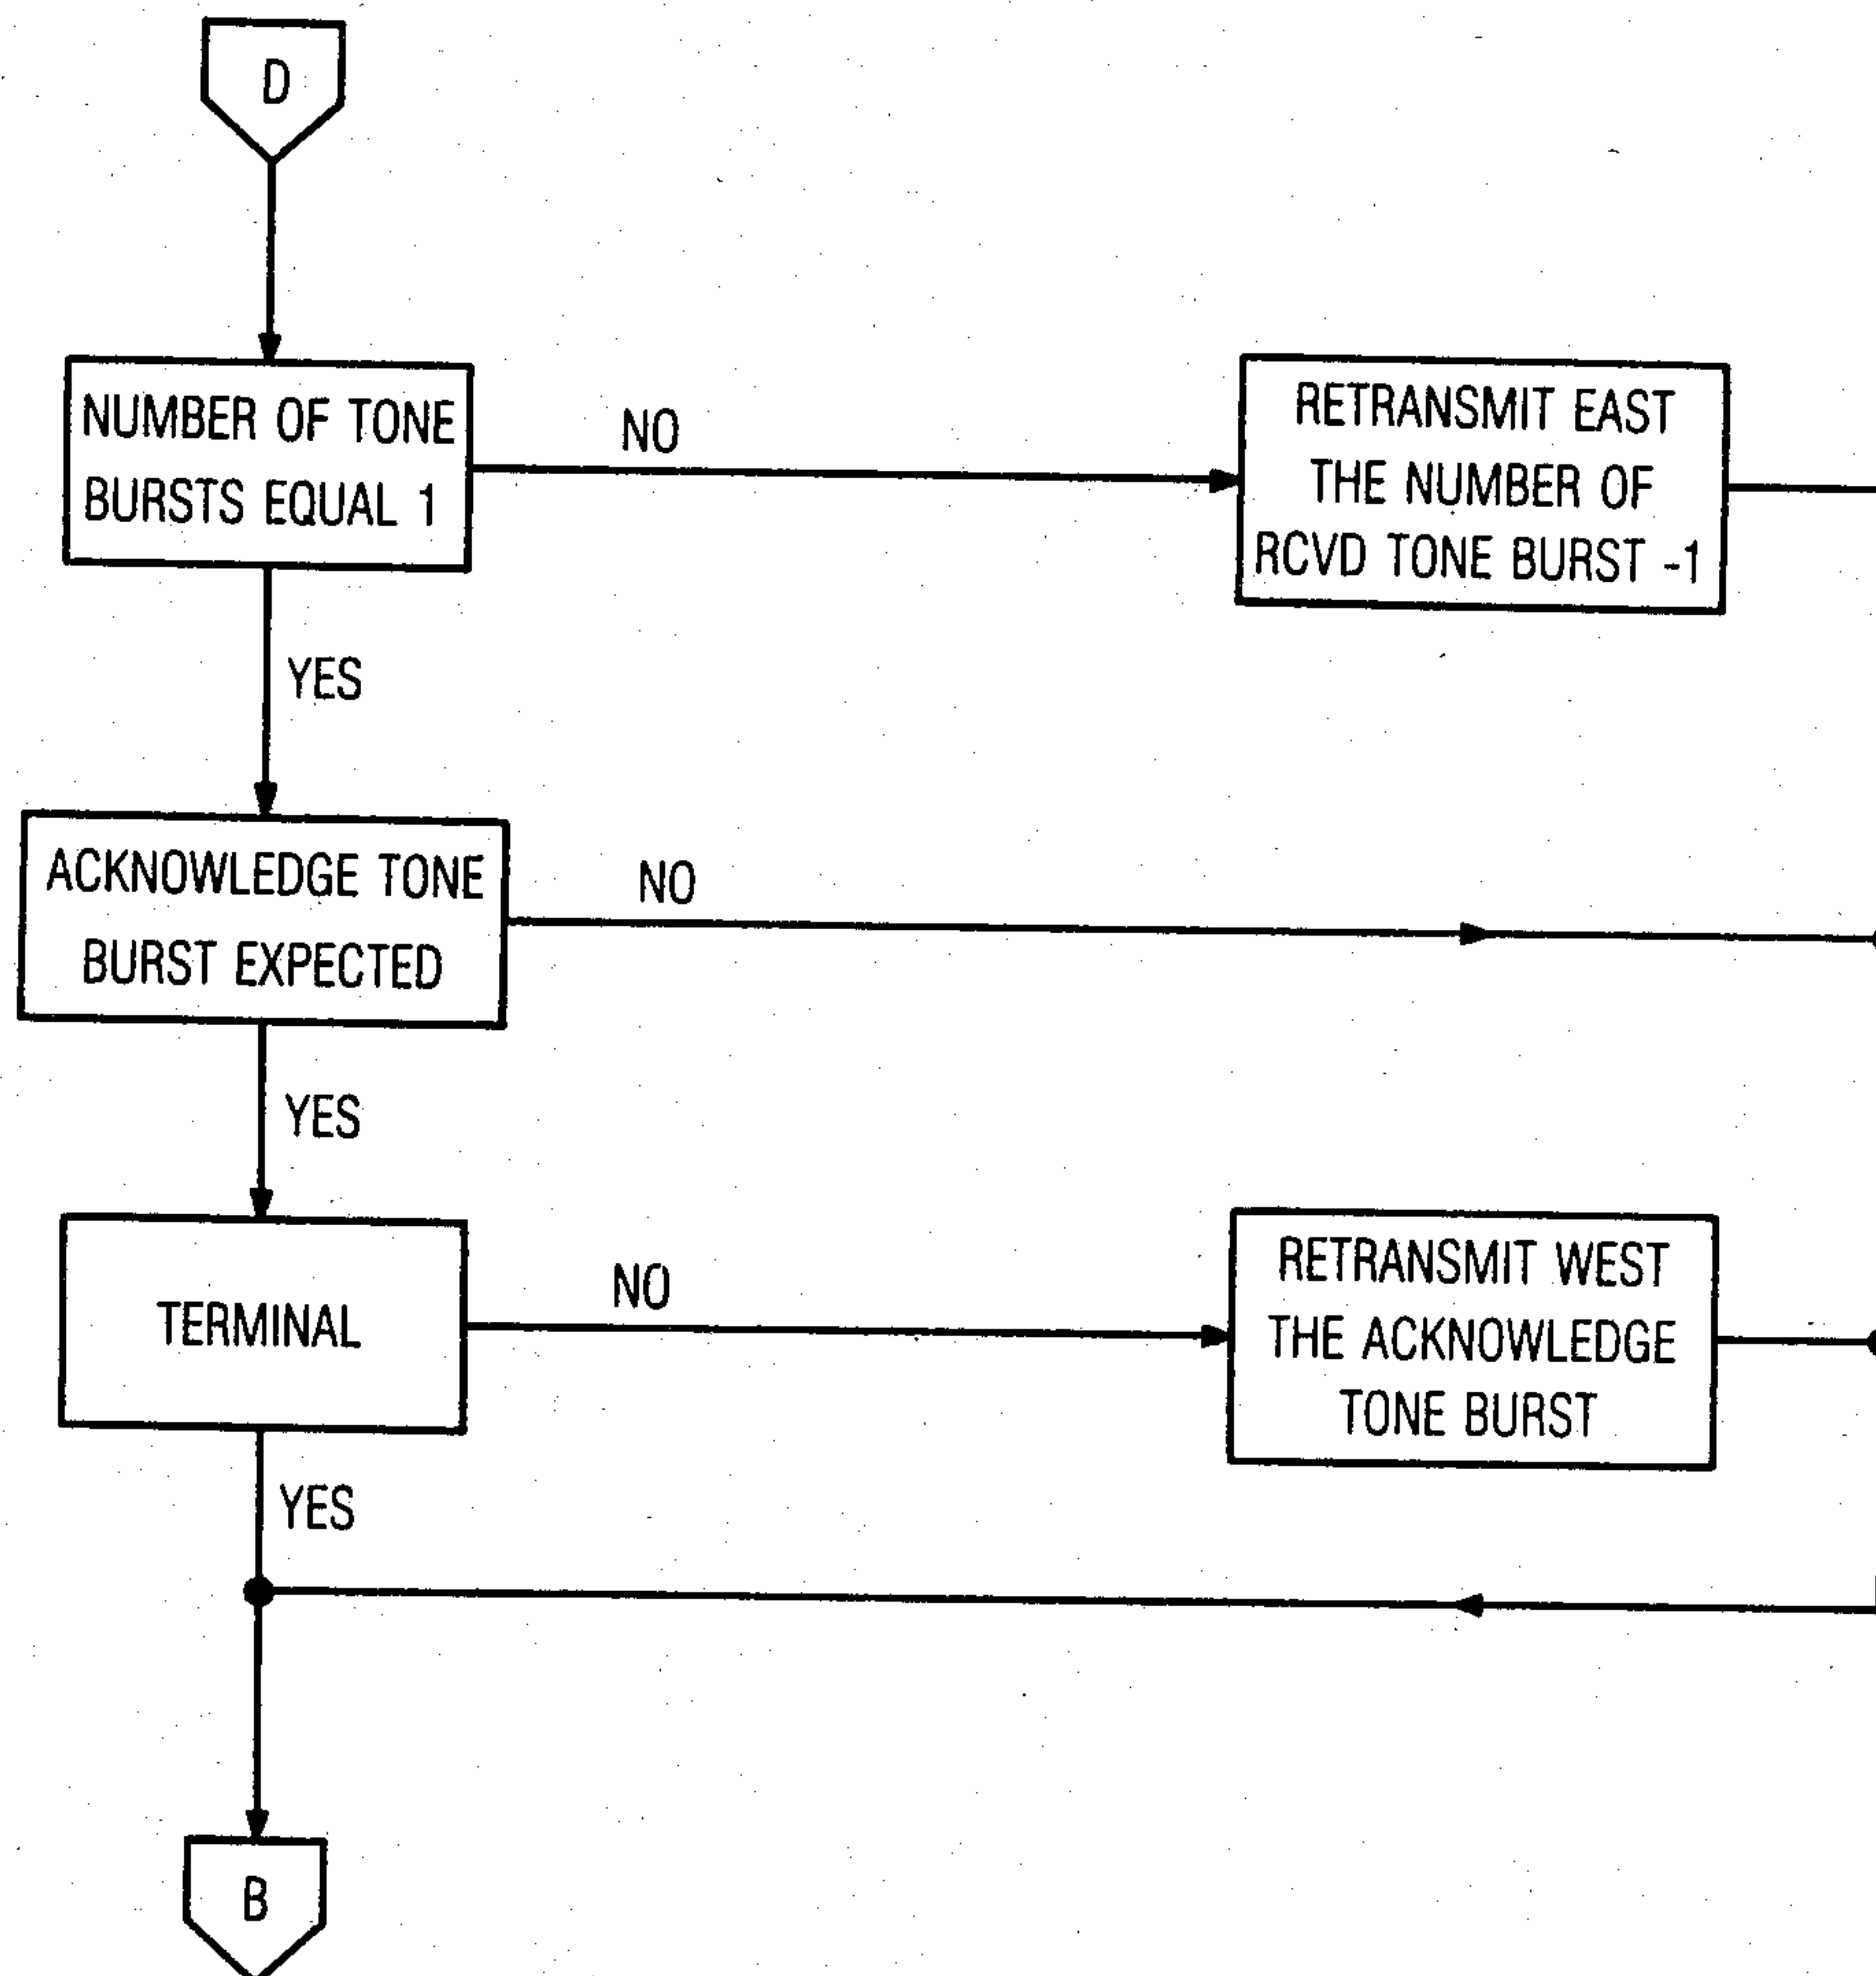 D
NUMBER OF TONE
BURSTS EQUAL 1
NO
RETRANSMIT EAST
THE NUMBER OF
RCVD TONE BURST -1
YES
ACKNOWLEDGE TONE
BURST EXPECTED
NO
YES
TERMINAL
NO
RETRANSMIT WEST
THE ACKNOWLEDGE
TONE BURST
YES
B